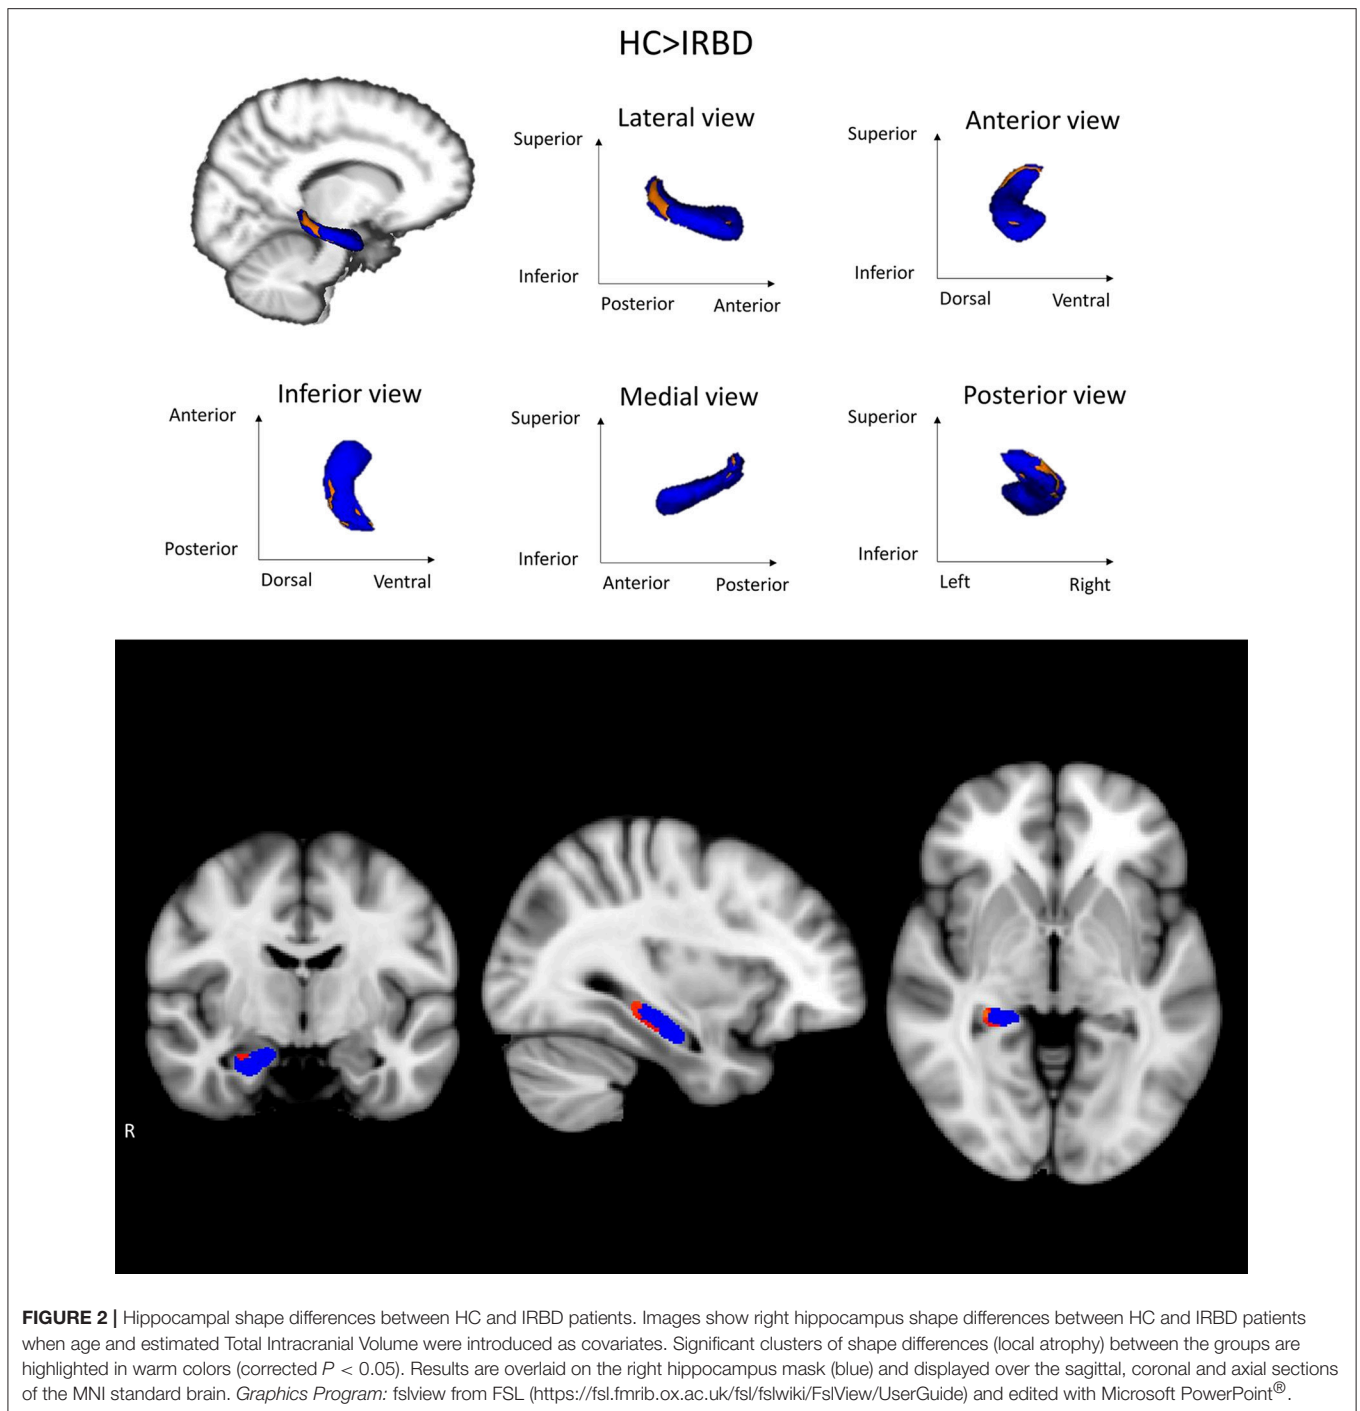 HC>IRBD
Lateral view
Superior
Inferior
Posterior Anterior
Anterior view
Superior
Inferior
Dorsal Ventral
Inferior view
Anterior
Posterior
Dorsal Ventral
Medial view
Superior
Inferior
Anterior Posterior
Posterior view
Superior
Inferior
Left Right
R
FIGURE 2 | Hippocampal shape differences between HC and IRBD patients. Images show right hippocampus shape differences between HC and IRBD patients
when age and estimated Total Intracranial Volume were introduced as covariates. Significant clusters of shape differences (local atrophy) between the groups are
highlighted in warm colors (corrected P < 0.05). Results are overlaid on the right hippocampus mask (blue) and displayed over the sagittal, coronal and axial sections
of the MNI standard brain. Graphics Program: fslview from FSL (https://fsl.fmrib.ox.ac.uk/fsl/fslwiki/FslView/UserGuide) and edited with Microsoft PowerPoint®.